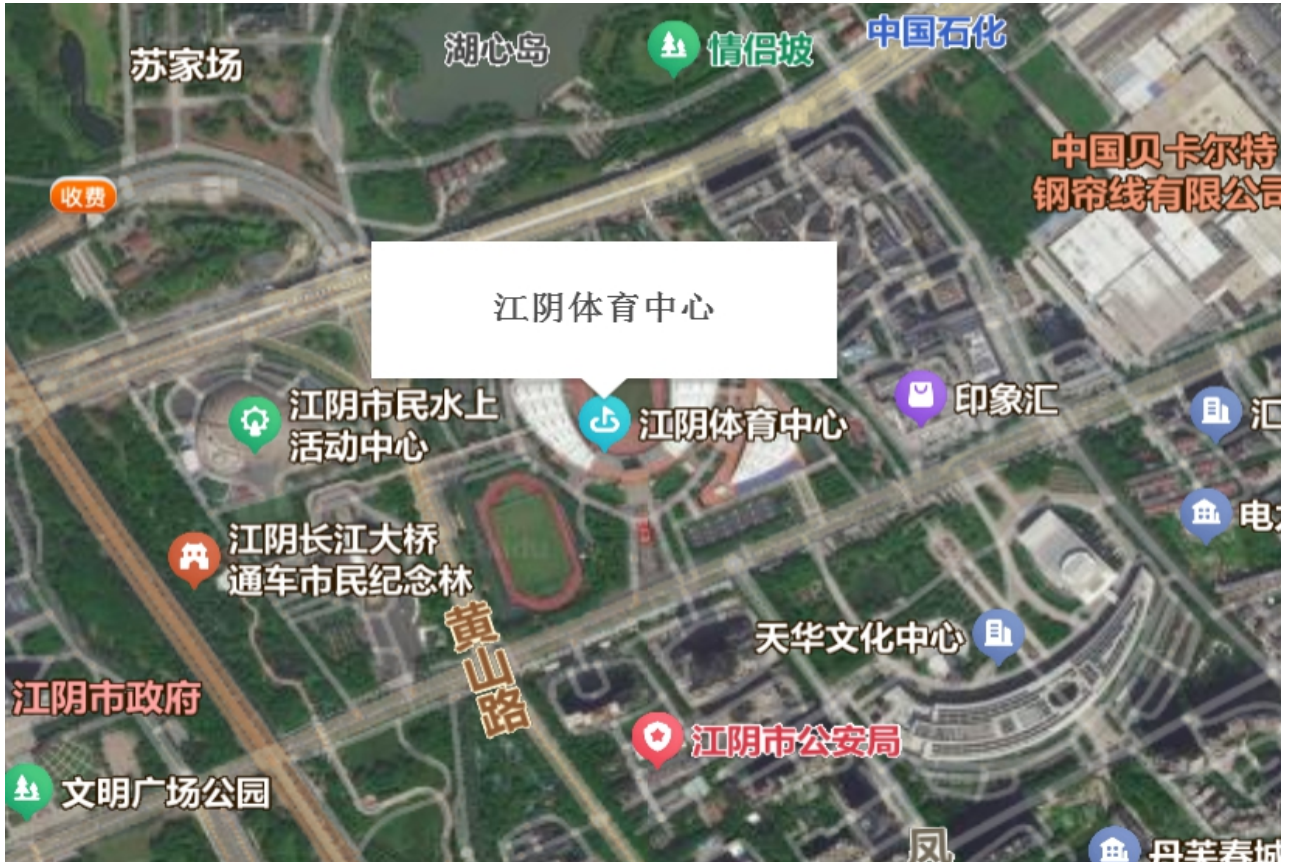 苏家场
湖心岛
情侣坡
中国石化
中国贝卡尔特
钢帘线有限公司
收费
江阴体育中心
江阴市民水上
活动中心
江阴体育中心
印象汇
汇
电力
江阴长江大桥
通车市民纪念林
黄山路
天华文化中心
江阴市政府
江阴市公安局
文明广场公园
凤
丹芙春城